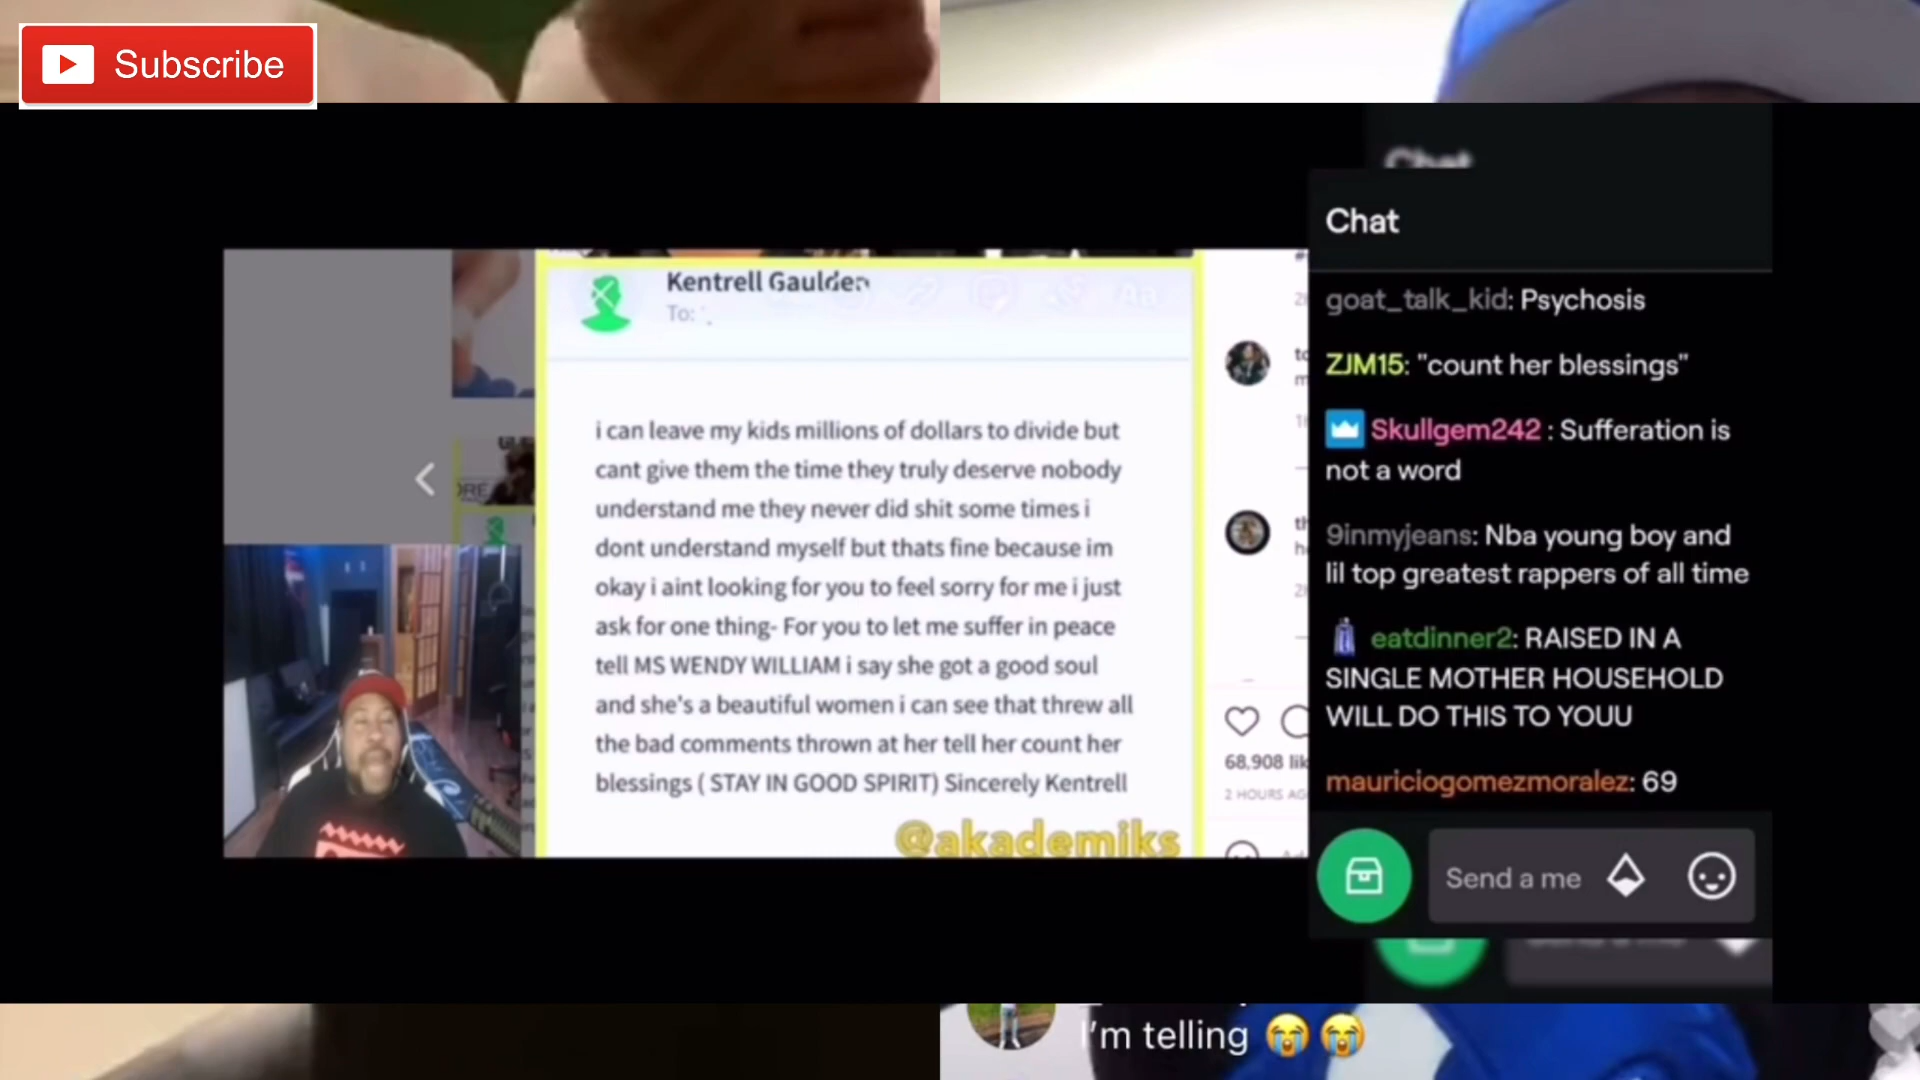 Subscribe
Chat
Chat
Kentrell Gaulden
To:
Aa
i can leave my kids millions of dollars to divide but
cant give them the time they truly deserve nobody
understand me they never did shit some times i
dont understand myself but thats fine because im
okay i aint looking for you to feel sorry for me i just
ask for one thing- For you to let me suffer in peace
tell MS WENDY WILLIAM i say she got a good soul
and she's a beautiful women i can see that threw all
the bad comments thrown at her tell her count her
blessings ( STAY IN GOOD SPIRIT) Sincerely Kentrell
@akademiks
68,908 lik
2 HOURS AG
goat_talk_kid: Psychosis
ZJM15: "count her blessings"
Skullgem242 : Sufferation is
not a word
9inmyjeans: Nba young boy and
lil top greatest rappers of all time
eatdinner2: RAISED IN A
SINGLE MOTHER HOUSEHOLD
WILL DO THIS TO YOUU
mauriciogomezmoralez: 69
Send a me
I'm telling 😭😭